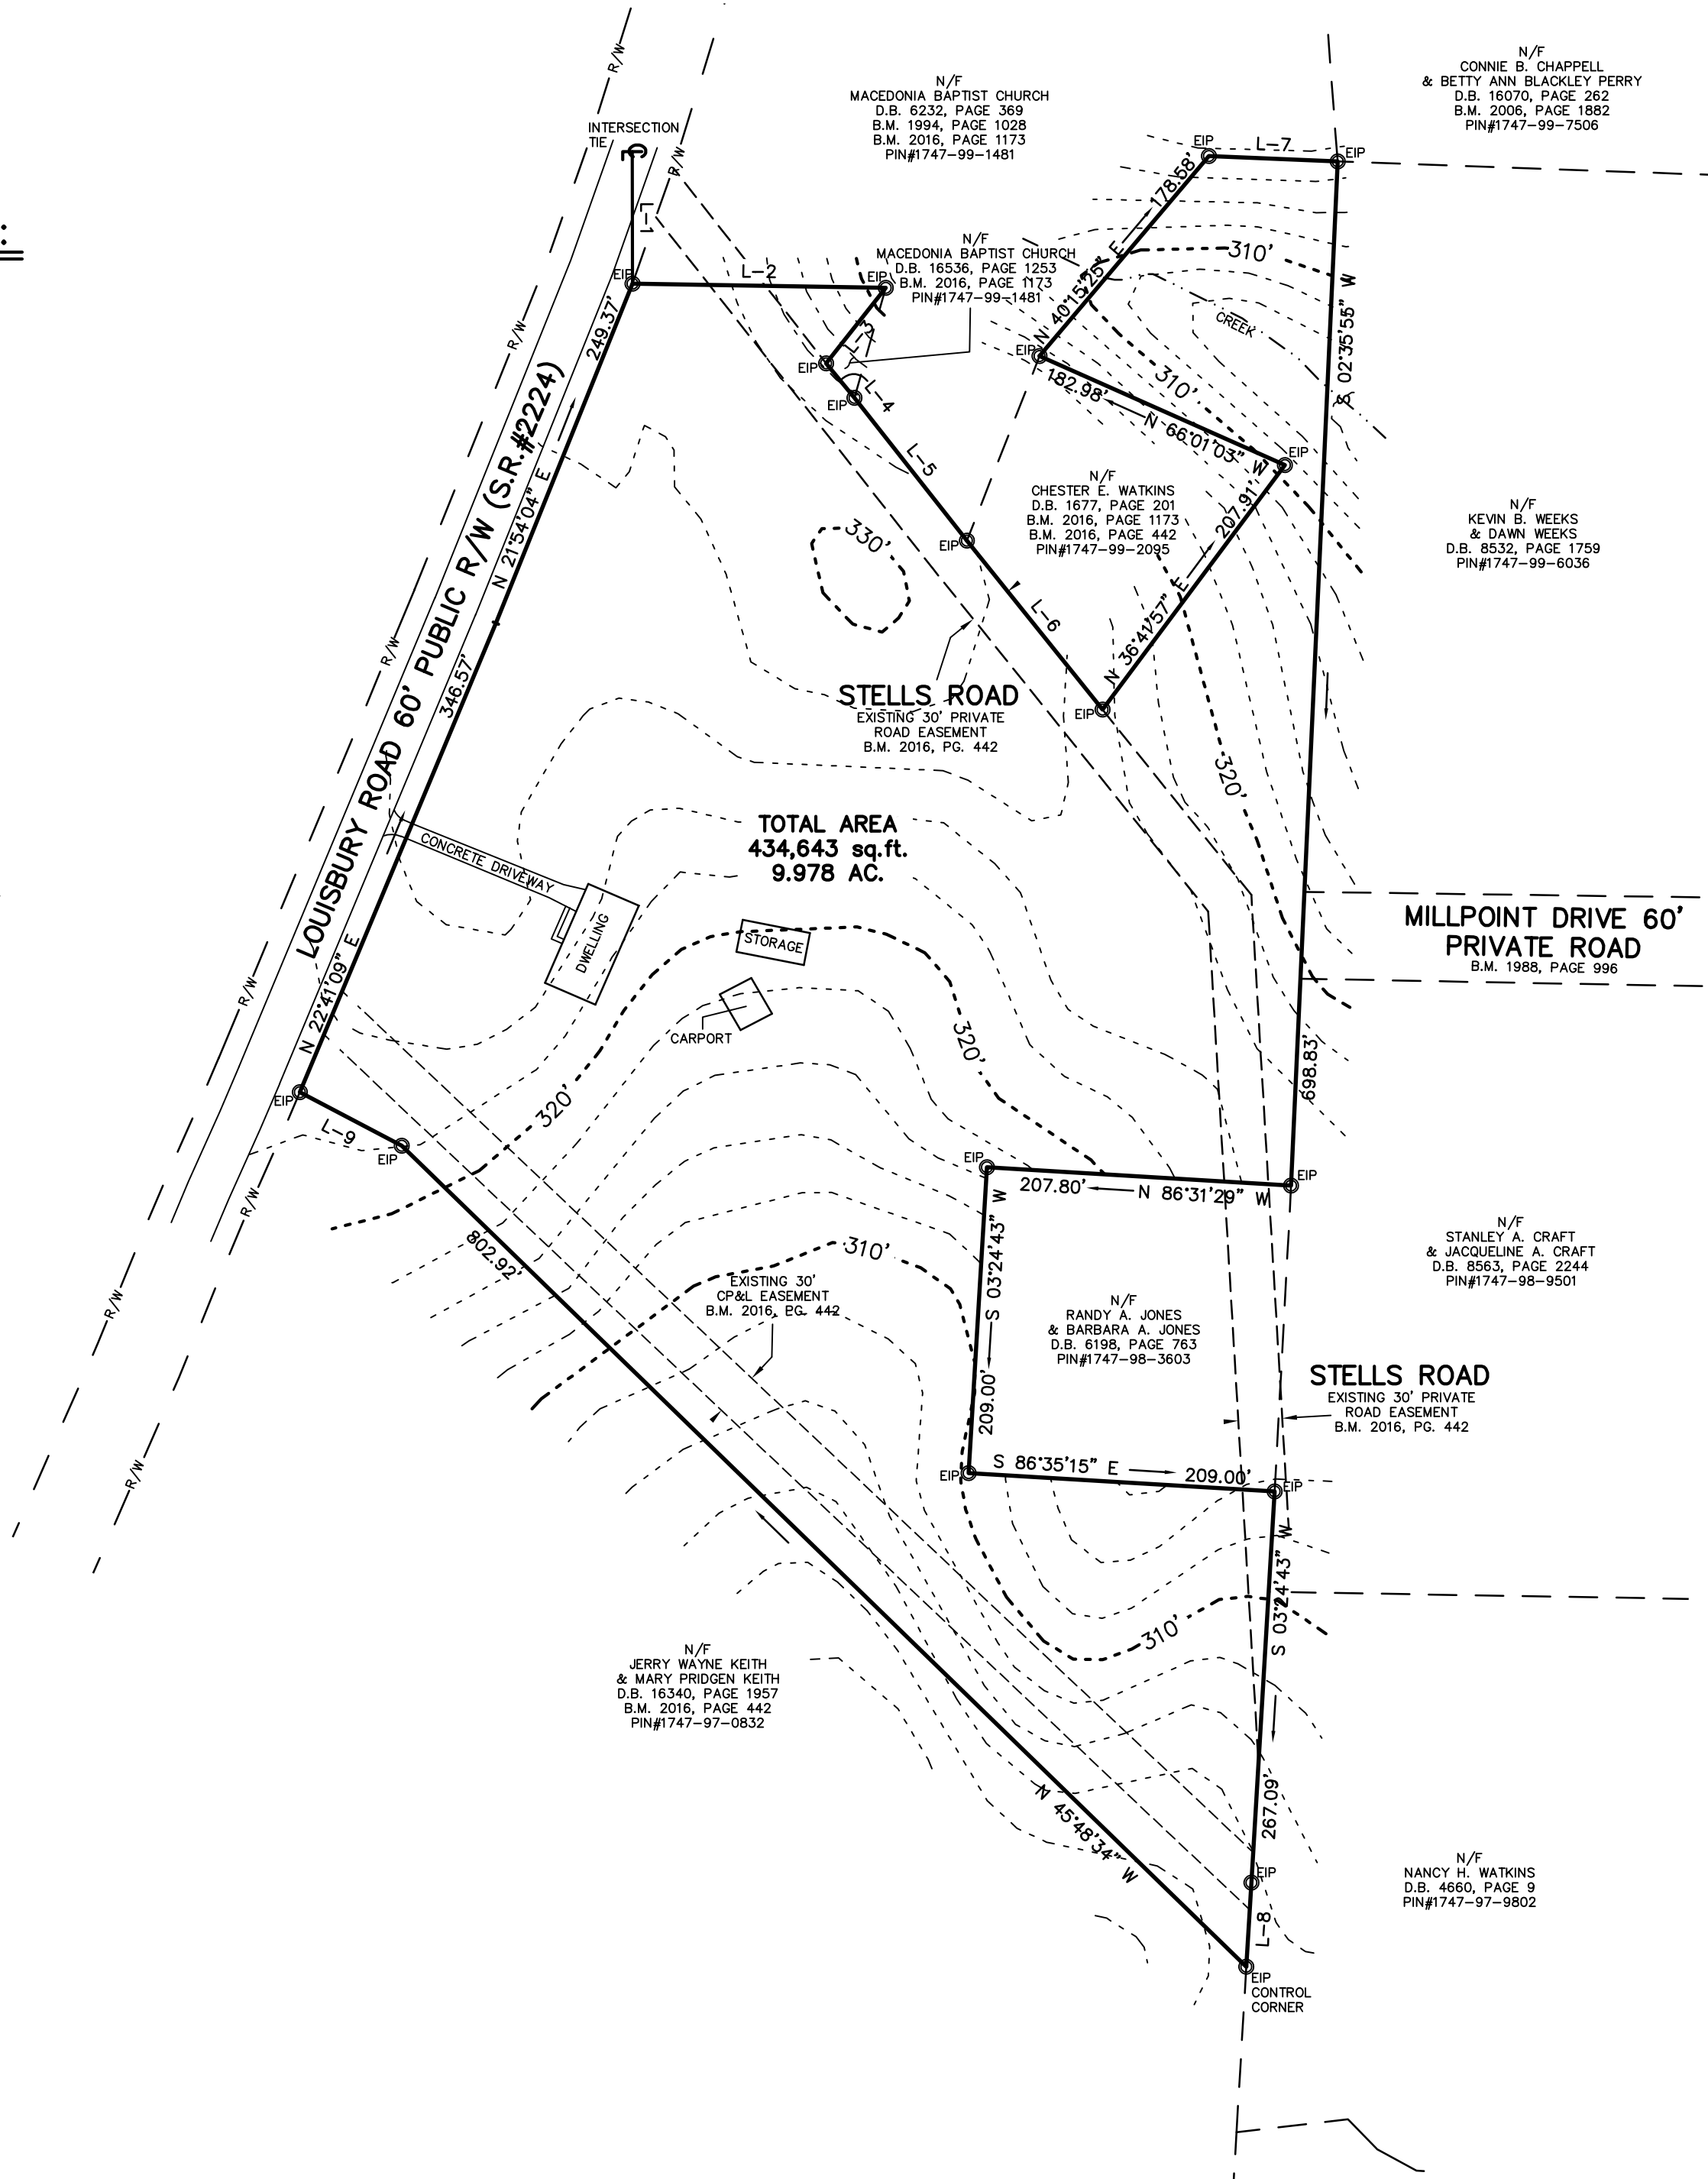 R/W
INTERSECTION
TIE
R/W
N/F
MACEDONIA BAPTIST CHURCH
D.B. 6232, PAGE 369
B.M. 1994, PAGE 1028
B.M. 2016, PAGE 1173
PIN#1747-99-1481
N/F
CONNIE B. CHAPPELL
& BETTY ANN BLACKLEY PERRY
D.B. 16070, PAGE 262
B.M. 2006, PAGE 1882
PIN#1747-99-7506
EIP
L-7
EIP
178.58'
N 40°15'25" E
L-1
EIP
L-2
EIP
N/F
MACEDONIA BAPTIST CHURCH
D.B. 16536, PAGE 1253
B.M. 2016, PAGE 1173
PIN#1747-99-1481
310'
CREEK
S 02°35'55" W
R/W
249.37'
L-3
EIP
L-4
EIP
EIP
182.98'
N 66°01'03" W
310'
EIP
L-5
LOUISBURY ROAD 60' PUBLIC R/W (S.R.#2224)
N 21°54'04" E
N/F
CHESTER E. WATKINS
D.B. 1677, PAGE 201
B.M. 2016, PAGE 1173
B.M. 2016, PAGE 442
PIN#1747-99-2095
207.91'
N 36°41'57" E
N/F
KEVIN B. WEEKS
& DAWN WEEKS
D.B. 8532, PAGE 1759
PIN#1747-99-6036
330'
EIP
L-6
R/W
346.57'
STELLS ROAD
EXISTING 30' PRIVATE
ROAD EASEMENT
B.M. 2016, PG. 442
EIP
320'
TOTAL AREA
434,643 sq.ft.
9.978 AC.
CONCRETE DRIVEWAY
DWELLING
STORAGE
CARPORT
MILLPOINT DRIVE 60'
PRIVATE ROAD
B.M. 1988, PAGE 996
R/W
N 22°41'09" E
320'
320'
698.83'
EIP
L-9
EIP
EIP
207.80'
N 86°31'29" W
EIP
R/W
S 03°24'43" W
209.00'
802.92'
310'
EXISTING 30'
CP&L EASEMENT
B.M. 2016, PG. 442
N/F
RANDY A. JONES
& BARBARA A. JONES
D.B. 6198, PAGE 763
PIN#1747-98-3603
N/F
STANLEY A. CRAFT
& JACQUELINE A. CRAFT
D.B. 8563, PAGE 2244
PIN#1747-98-9501
R/W
STELLS ROAD
EXISTING 30' PRIVATE
ROAD EASEMENT
B.M. 2016, PG. 442
R/W
EIP
S 86°35'15" E
209.00'
EIP
S 03°24'43" W
310'
N/F
JERRY WAYNE KEITH
& MARY PRIDGEN KEITH
D.B. 16340, PAGE 1957
B.M. 2016, PAGE 442
PIN#1747-97-0832
N 45°48'34" W
267.09'
EIP
N/F
NANCY H. WATKINS
D.B. 4660, PAGE 9
PIN#1747-97-9802
L-8
EIP
CONTROL
CORNER